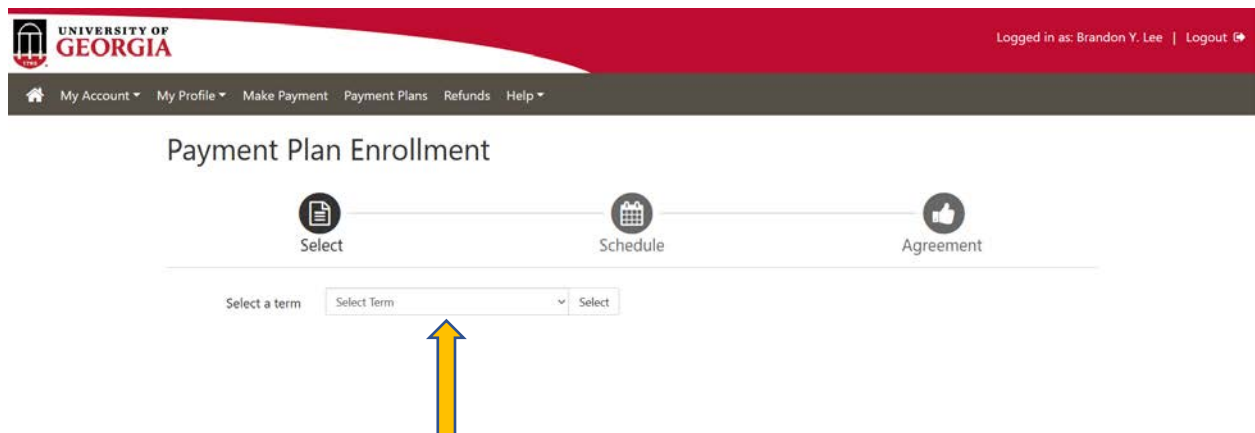 UNIVERSITY OF
GEORGIA
1785
Logged in as: Brandon Y. Lee | Logout
My Account My Profile Make Payment Payment Plans Refunds Help
Payment Plan Enrollment
Select Schedule Agreement
Select a term Select Term Select